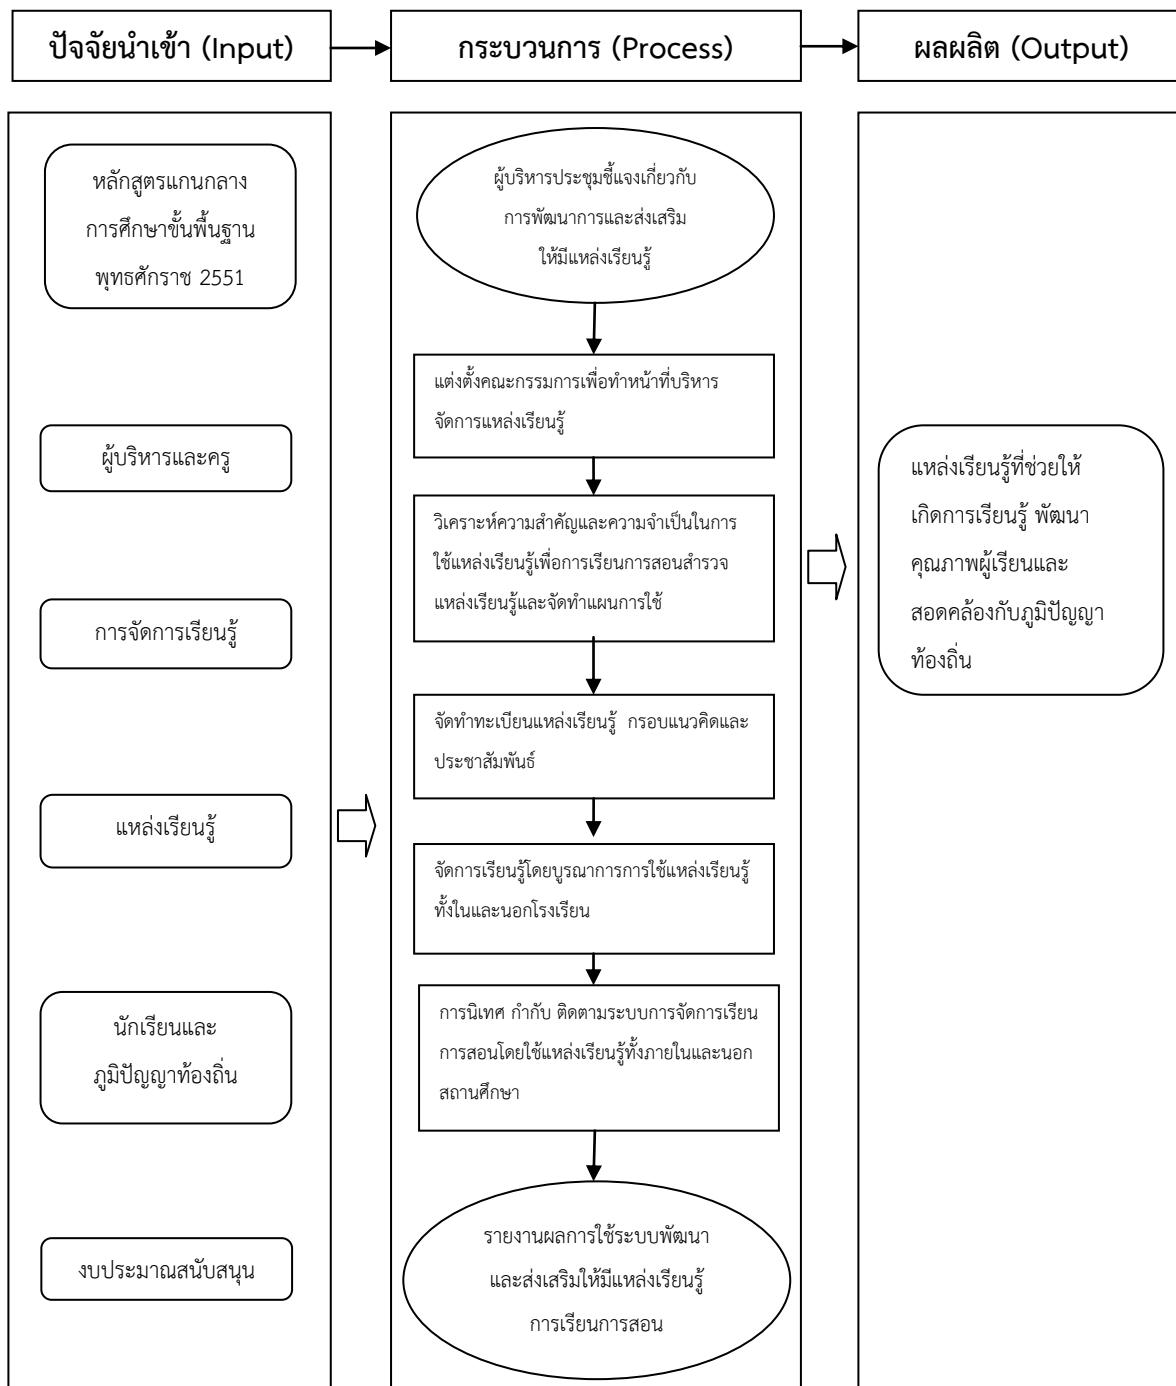 ปัจจัยนำเข้า (Input)
กระบวนการ (Process)
ผลผลิต (Output)
หลักสูตรแกนกลาง
การศึกษาขั้นพื้นฐาน
พุทธศักราช 2551
ผู้บริหารและครู
การจัดการเรียนรู้
แหล่งเรียนรู้
นักเรียนและ
ภูมิปัญญาท้องถิ่น
งบประมาณสนับสนุน
ผู้บริหารประชุมชี้แจงเกี่ยวกับ
การพัฒนาการและส่งเสริม
ให้มีแหล่งเรียนรู้
แต่งตั้งคณะกรรมการเพื่อทำหน้าที่บริหาร
จัดการแหล่งเรียนรู้
วิเคราะห์ความสำคัญและความจำเป็นในการ
ใช้แหล่งเรียนรู้เพื่อการเรียนการสอนสำรวจ
แหล่งเรียนรู้และจัดทำแผนการใช้
จัดทำทะเบียนแหล่งเรียนรู้ กรอบแนวคิดและ
ประชาสัมพันธ์
จัดการเรียนรู้โดยบูรณาการการใช้แหล่งเรียนรู้
ทั้งในและนอกโรงเรียน
การนิเทศ กำกับ ติดตามระบบการจัดการเรียน
การสอนโดยใช้แหล่งเรียนรู้ทั้งภายในและนอก
สถานศึกษา
รายงานผลการใช้ระบบพัฒนา
และส่งเสริมให้มีแหล่งเรียนรู้
การเรียนการสอน
แหล่งเรียนรู้ที่ช่วยให้
เกิดการเรียนรู้ พัฒนา
คุณภาพผู้เรียนและ
สอดคล้องกับภูมิปัญญา
ท้องถิ่น